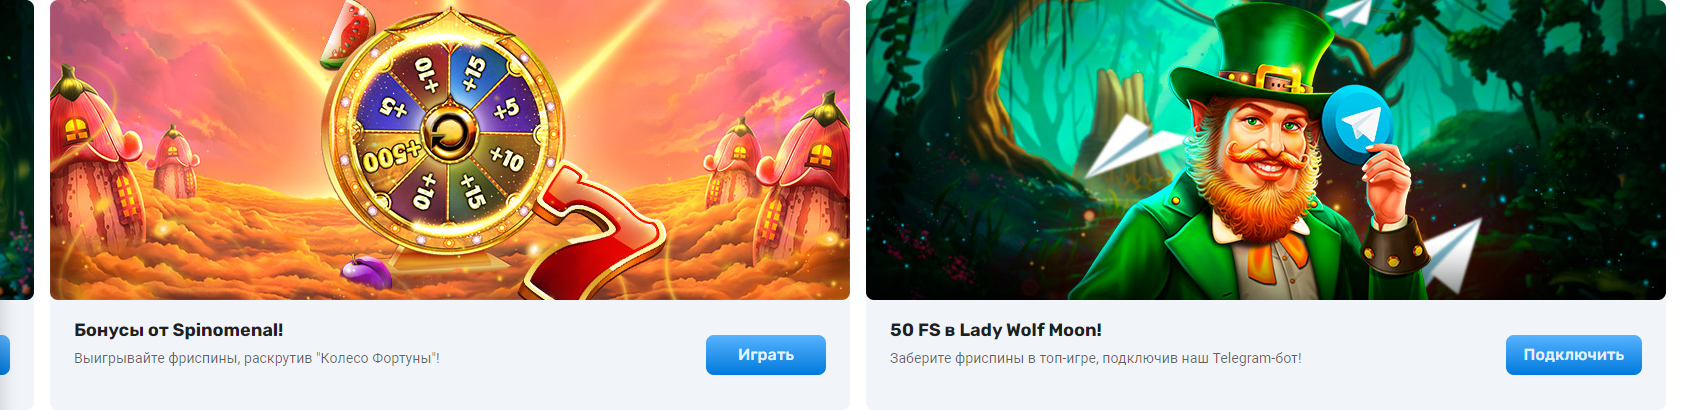 +10
+15
+5
+10
+15
+10
+500
+5
7
Бонусы от Spinomenal!
Выигрывайте фриспины, раскрутив "Колесо Фортуны"!
Играть
50 FS в Lady Wolf Moon!
Заберите фриспины в топ-игре, подключив наш Telegram-бот!
Подключить